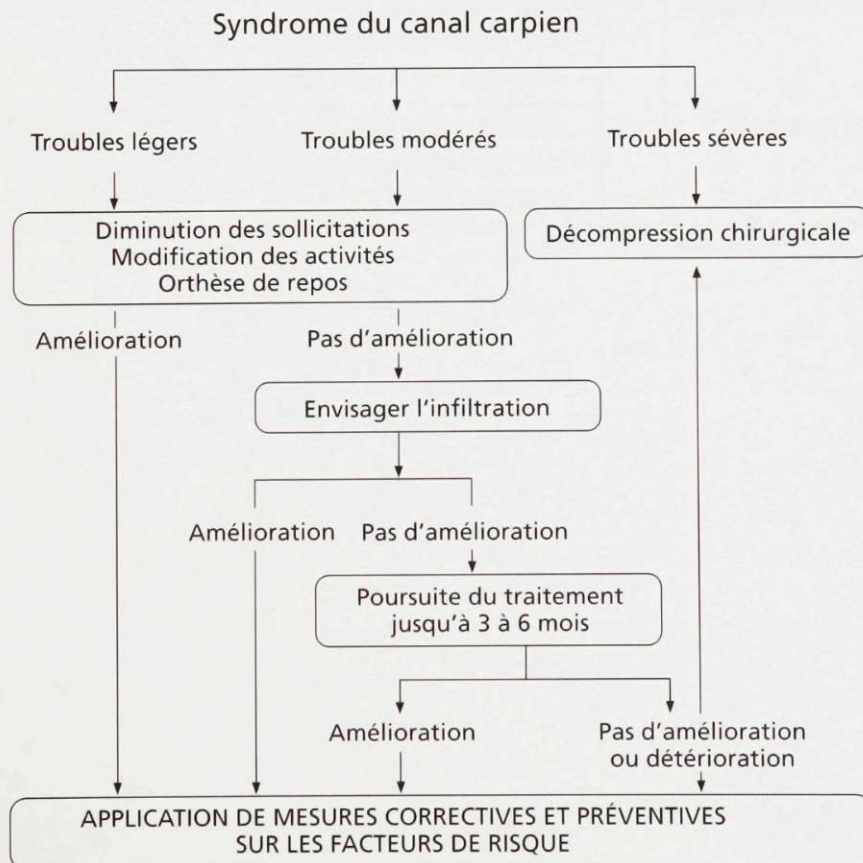 Syndrome du canal carpien
Troubles légers
Troubles modérés
Troubles sévères
Diminution des sollicitations
Modification des activités
Orthèse de repos
Décompression chirurgicale
Amélioration
Pas d'amélioration
Envisager l'infiltration
Amélioration
Pas d'amélioration
Poursuite du traitement
jusqu'à 3 à 6 mois
Amélioration
Pas d'amélioration
ou détérioration
APPLICATION DE MESURES CORRECTIVES ET PRÉVENTIVES
SUR LES FACTEURS DE RISQUE